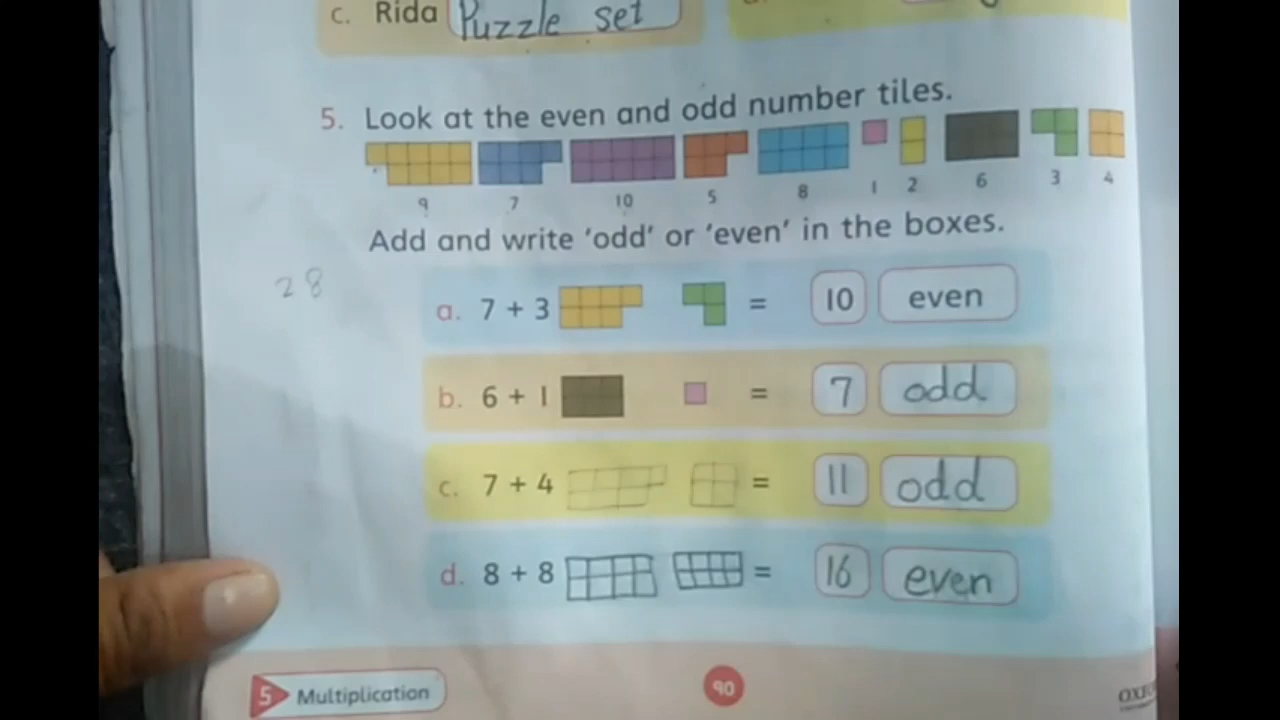 c. Rida Puzzle set
5. Look at the even and odd number tiles.
9 7 10 5 8 1 2 6 3 4
Add and write 'odd' or 'even' in the boxes.
28
a. 7 + 3 = 10 even
b. 6 + 1 = 7 odd
c. 7 + 4 = 11 odd
d. 8 + 8 = 16 even
5 Multiplication
90